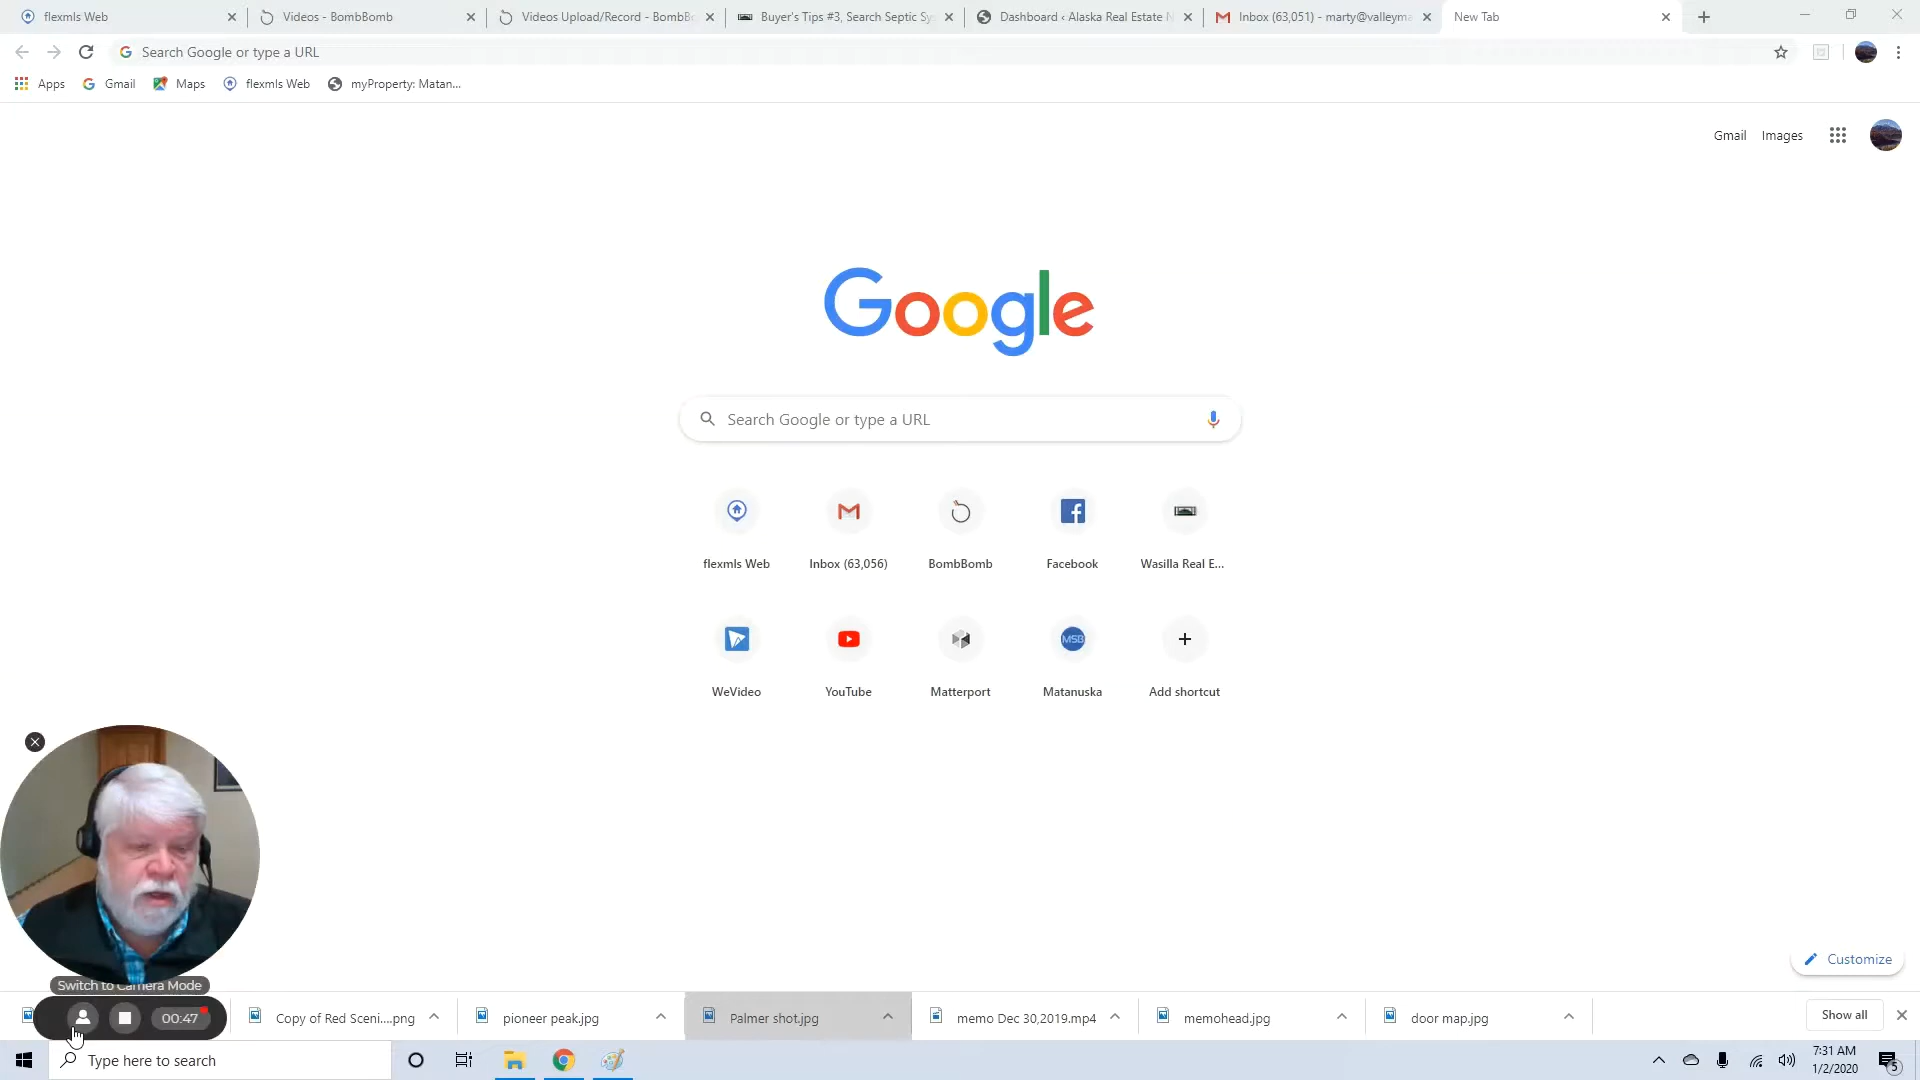 flexmls Web
Videos - BombBomb
Videos Upload/Record - BombB
Buyer's Tips #3, Search Septic Sy
Dashboard ‹ Alaska Real Estate N
Inbox (63,051) - marty@valleyma
New Tab
Search Google or type a URL
Apps
Gmail
Maps
flexmls Web
myProperty: Matan...
Gmail
Images
Google
Search Google or type a URL
flexmls Web
Inbox (63,056)
BombBomb
Facebook
Wasilla Real E...
WeVideo
YouTube
Matterport
MSB
Matanuska
Add shortcut
Customize
Switch to Camera Mode
00:47
Copy of Red Sceni....png
pioneer peak.jpg
Palmer shot.jpg
memo Dec 30,2019.mp4
memohead.jpg
door map.jpg
Show all
Type here to search
7:31 AM
1/2/2020
5